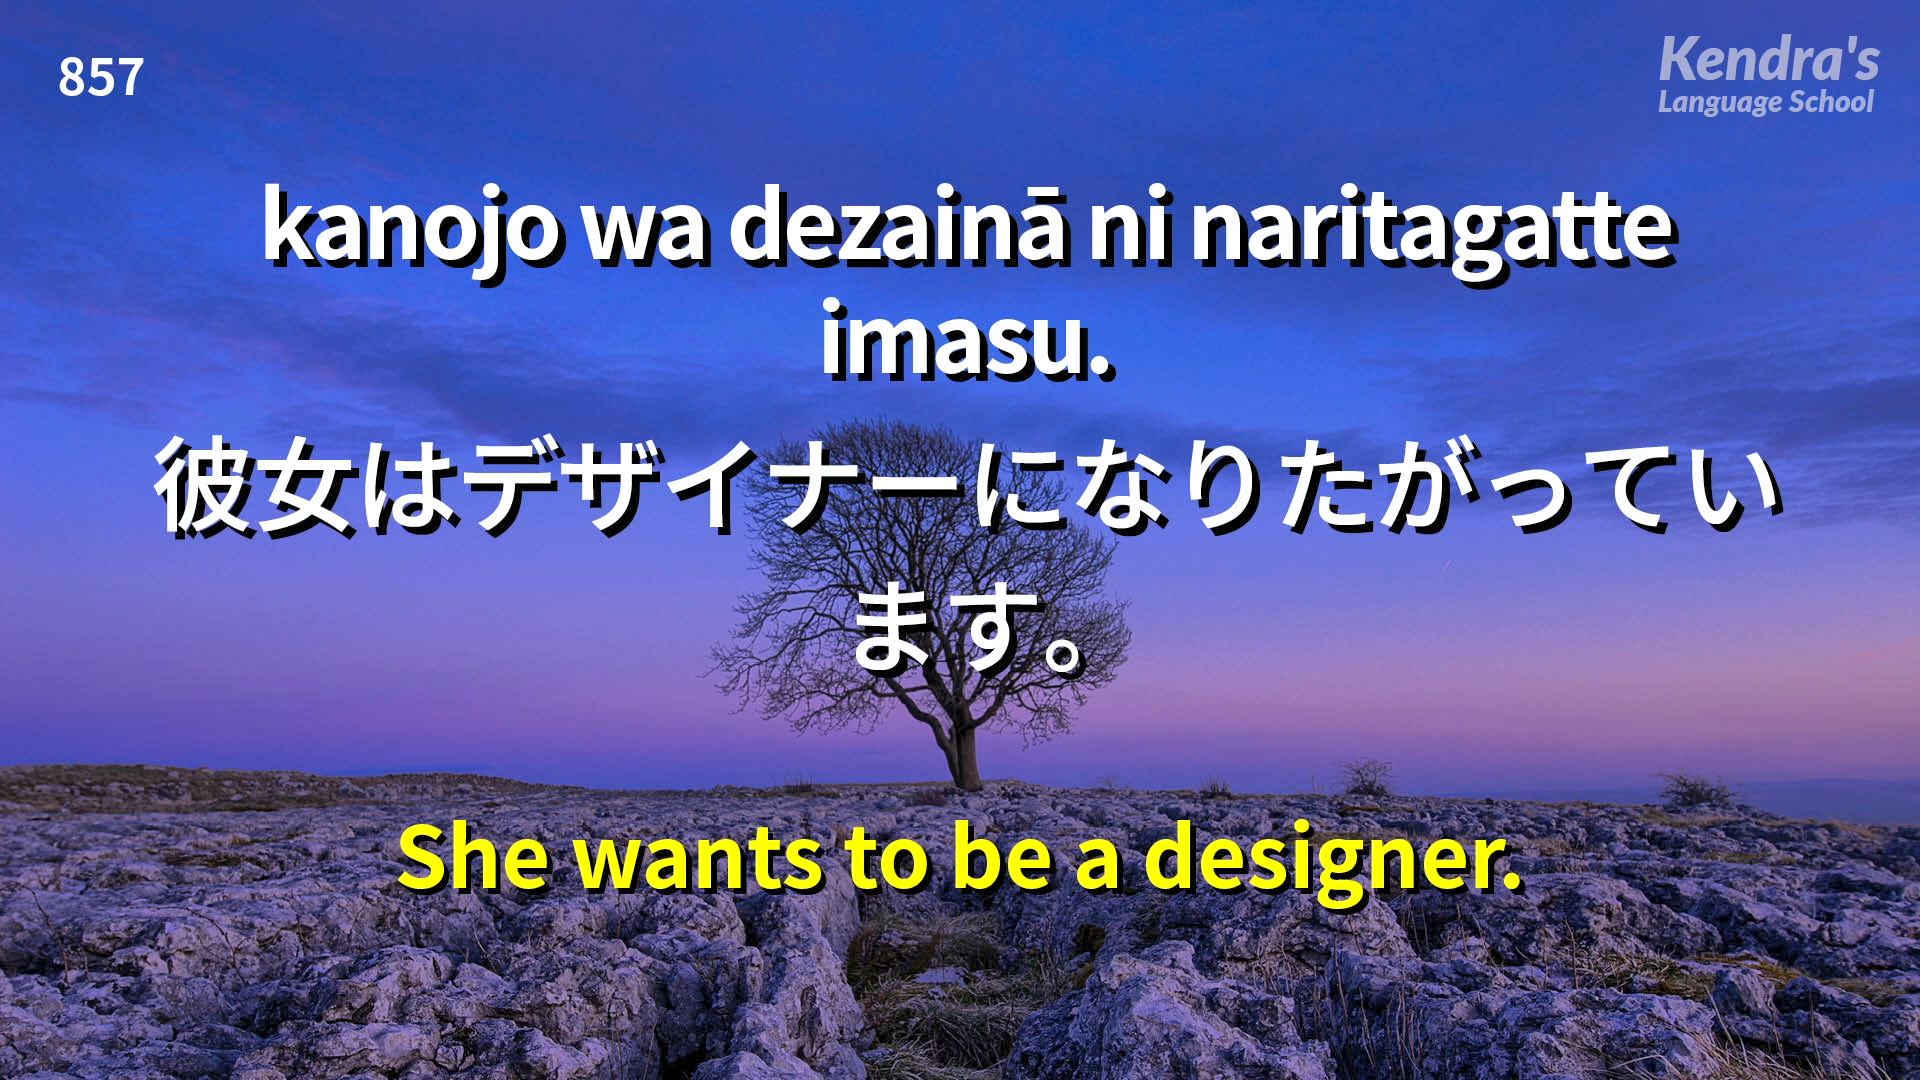 857
Kendra's
Language School
kanojo wa dezainā ni naritagatte
imasu.
彼女はデザイナーになりたがってい
ます。
She wants to be a designer.